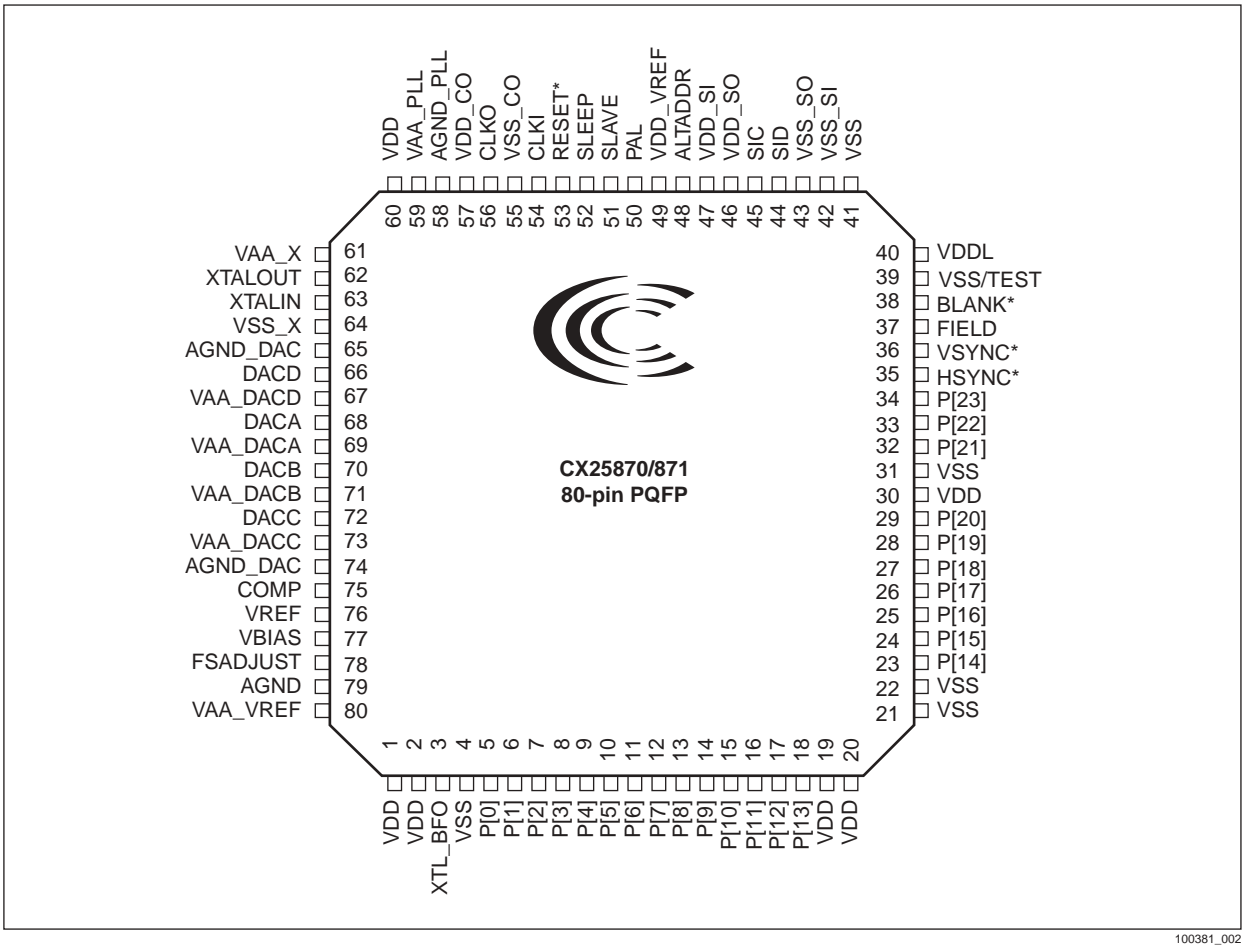 VDD
VAA_PLL
AGND_PLL
VDD_CO
CLKO
VSS_CO
CLKI
RESET*
SLEEP
SLAVE
PAL
VDD_VREF
ALTADDR
VDD_SI
VDD_SO
SIC
SID
VSS_SO
VSS_SI
VSS
60
59
58
57
56
55
54
53
52
51
50
49
48
47
46
45
44
43
42
41
VAA_X 61
XTALOUT 62
XTALIN 63
VSS_X 64
AGND_DAC 65
DACD 66
VAA_DACD 67
DACA 68
VAA_DACA 69
DACB 70
VAA_DACB 71
DACC 72
VAA_DACC 73
AGND_DAC 74
COMP 75
VREF 76
VBIAS 77
FSADJUST 78
AGND 79
VAA_VREF 80
CX25870/871
80-pin PQFP
40 VDDL
39 VSS/TEST
38 BLANK*
37 FIELD
36 VSYNC*
35 HSYNC*
34 P[23]
33 P[22]
32 P[21]
31 VSS
30 VDD
29 P[20]
28 P[19]
27 P[18]
26 P[17]
25 P[16]
24 P[15]
23 P[14]
22 VSS
21 VSS
1
2
3
4
5
6
7
8
9
10
11
12
13
14
15
16
17
18
19
20
VDD
VDD
XTL_BFO
VSS
P[0]
P[1]
P[2]
P[3]
P[4]
P[5]
P[6]
P[7]
P[8]
P[9]
P[10]
P[11]
P[12]
P[13]
VDD
VDD
100381_002